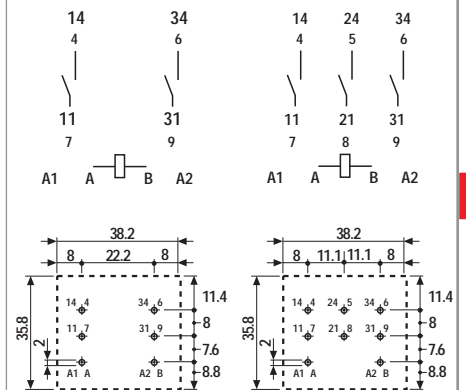 14 34
4 6
11 31
7 9
A1 A B A2
14 24 34
4 5 6
11 21 31
7 8 9
A1 A B A2
38.2
8 22.2 8
35.8
2
14 4 34 6
11 7 31 9
A1 A A2 B
11.4
8
7.6
8.8
38.2
8 11.1 11.1 8
35.8
2
14 4 24 5 34 6
11 7 21 8 31 9
A1 A A2 B
11.4
8
7.6
8.8